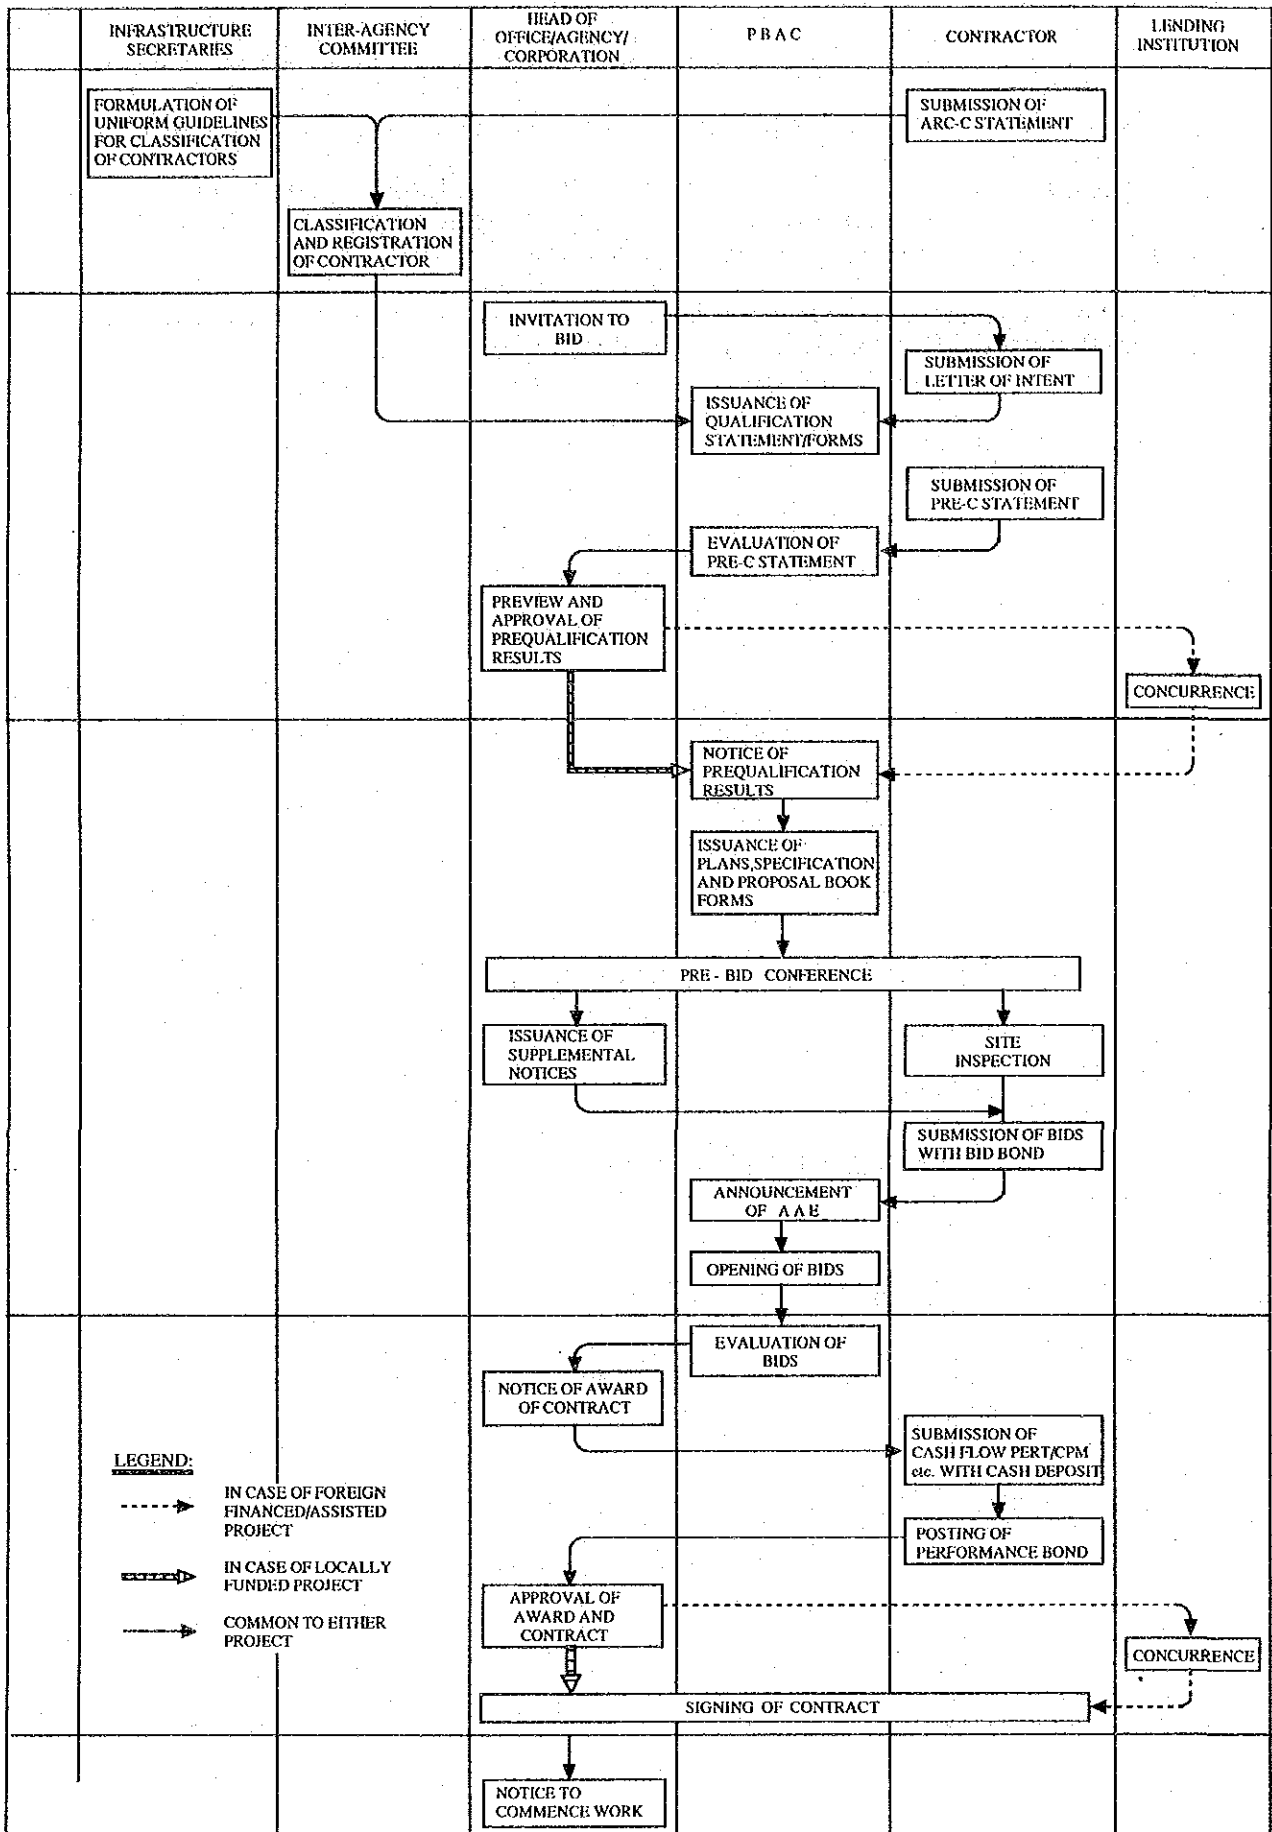 INFRASTRUCTURE
SECRETARIES
INTER-AGENCY
COMMITTEE
HEAD OF
OFFICE/AGENCY/
CORPORATION
P B A C
CONTRACTOR
LENDING
INSTITUTION
FORMULATION OF
UNIFORM GUIDELINES
FOR CLASSIFICATION
OF CONTRACTORS
SUBMISSION OF
ARC-C STATEMENT
CLASSIFICATION
AND REGISTRATION
OF CONTRACTOR
INVITATION TO
BID
SUBMISSION OF
LETTER OF INTENT
ISSUANCE OF
QUALIFICATION
STATEMENT/FORMS
SUBMISSION OF
PRE-C STATEMENT
EVALUATION OF
PRE-C STATEMENT
PREVIEW AND
APPROVAL OF
PREQUALIFICATION
RESULTS
CONCURRENCE
NOTICE OF
PREQUALIFICATION
RESULTS
ISSUANCE OF
PLANS,SPECIFICATION
AND PROPOSAL BOOK
FORMS
PRE - BID CONFERENCE
ISSUANCE OF
SUPPLEMENTAL
NOTICES
SITE
INSPECTION
SUBMISSION OF BIDS
WITH BID BOND
ANNOUNCEMENT
OF A A E
OPENING OF BIDS
EVALUATION OF
BIDS
NOTICE OF AWARD
OF CONTRACT
SUBMISSION OF
CASH FLOW PERT/CPM
etc. WITH CASH DEPOSIT
POSTING OF
PERFORMANCE BOND
APPROVAL OF
AWARD AND
CONTRACT
CONCURRENCE
SIGNING OF CONTRACT
NOTICE TO
COMMENCE WORK
LEGEND:
IN CASE OF FOREIGN
FINANCED/ASSISTED
PROJECT
IN CASE OF LOCALLY
FUNDED PROJECT
COMMON TO EITHER
PROJECT